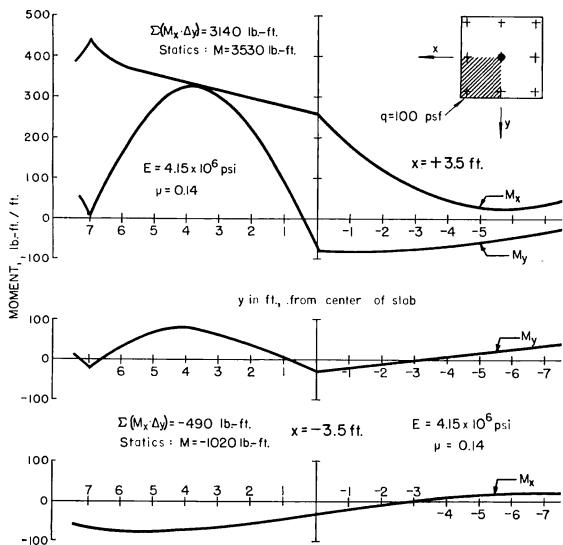 500
400
300
200
100
0
-100
MOMENT, lb.-ft. / ft.
Σ(Mx·Δy)= 3140 lb.-ft.
Statics : M=3530 lb.-ft.
x
q=100 psf
y
x=+3.5 ft.
E = 4.15 x 10⁶ psi
μ = 0.14
Mx
My
7 6 5 4 3 2 1 -1 -2 -3 -4 -5 -6 -7
y in ft., .from center of slab
100
0
-100
My
6 5 4 3 2 1 -1 -2 -3 -4 -5 -6 -7
Σ(Mx·Δy)=-490 lb.-ft.
Statics : M=-1020 lb.-ft.
x=-3.5 ft.
E = 4.15 x 10⁶ psi
μ = 0.14
100
0
-100
7 6 5 4 3 2 1 -1 -2 -3 -4 -5 -6 -7
Mx